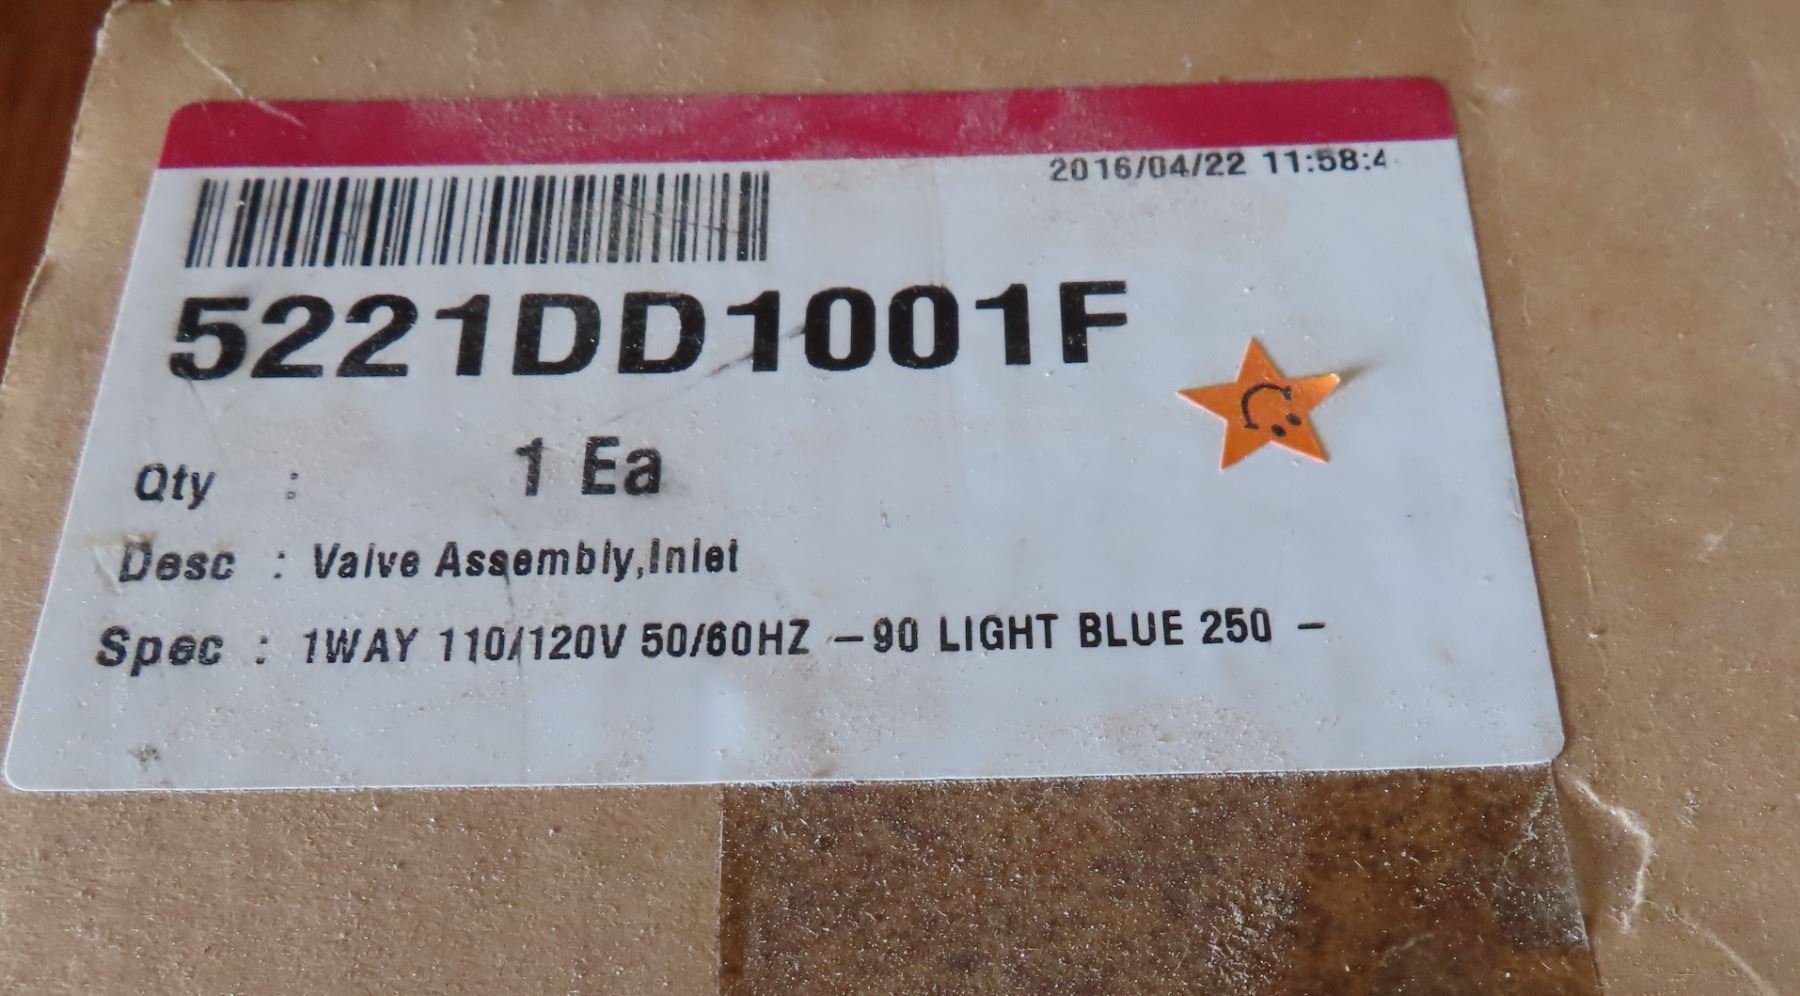 2016/04/22 11:58:4
5221DD1001F
Qty : 1 Ea
Desc : Valve Assembly,Inlet
Spec : 1WAY 110/120V 50/60HZ -90 LIGHT BLUE 250 -